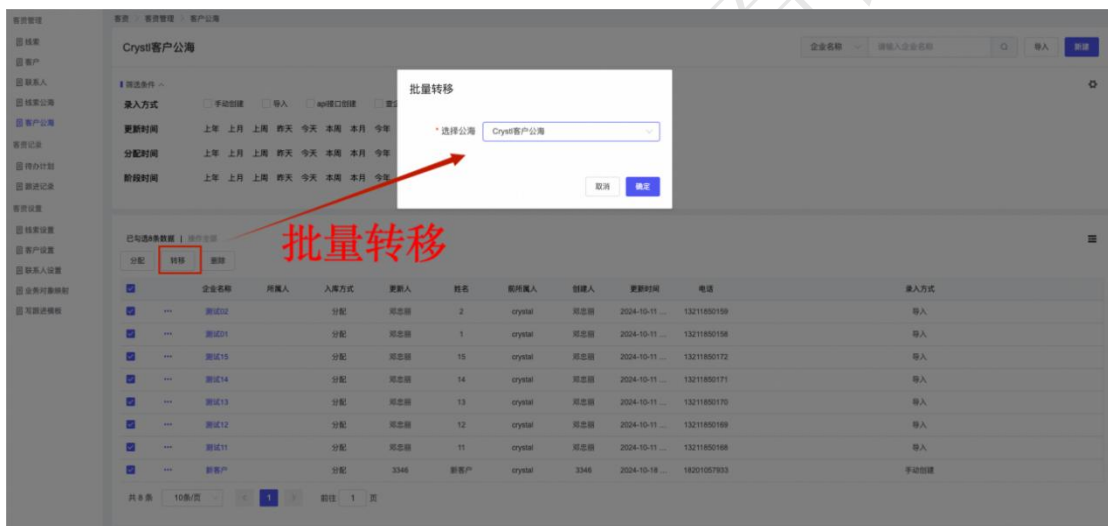 客资管理
客资 / 客资管理 / 客户公海
线索
客户
联系人
线索公海
客户公海
客资记录
待办计划
跟进记录
客资设置
线索设置
客户设置
联系人设置
业务对象映射
写跟进模板
Crystl客户公海
企业名称 请输入企业名称 导入 新建
筛选条件
录入方式 手动创建 导入 api接口创建
更新时间 上年 上月 上周 昨天 今天 本周 本月 今年
分配时间 上年 上月 上周 昨天 今天 本周 本月 今年
阶段时间 上年 上月 上周 昨天 今天 本周 本月 今年
批量转移
* 选择公海 Crystl客户公海
取消 确定
已勾选8条数据 | 操作全部
分配 转移 删除
批量转移
企业名称 所属人 入库方式 更新人 姓名 前所属人 创建人 更新时间 电话 录入方式
··· 测试02 分配 邓忠丽 2 crystal 邓忠丽 2024-10-11 ... 13211850159 导入
··· 测试01 分配 邓忠丽 1 crystal 邓忠丽 2024-10-11 ... 13211850158 导入
··· 测试15 分配 邓忠丽 15 crystal 邓忠丽 2024-10-11 ... 13211850172 导入
··· 测试14 分配 邓忠丽 14 crystal 邓忠丽 2024-10-11 ... 13211850171 导入
··· 测试13 分配 邓忠丽 13 crystal 邓忠丽 2024-10-11 ... 13211850170 导入
··· 测试12 分配 邓忠丽 12 crystal 邓忠丽 2024-10-11 ... 13211850169 导入
··· 测试11 分配 邓忠丽 11 crystal 邓忠丽 2024-10-11 ... 13211850168 导入
··· 新客户 分配 3346 新客户 crystal 3346 2024-10-18 ... 18201057933 手动创建
共 8 条 10条/页 < 1 > 前往 1 页